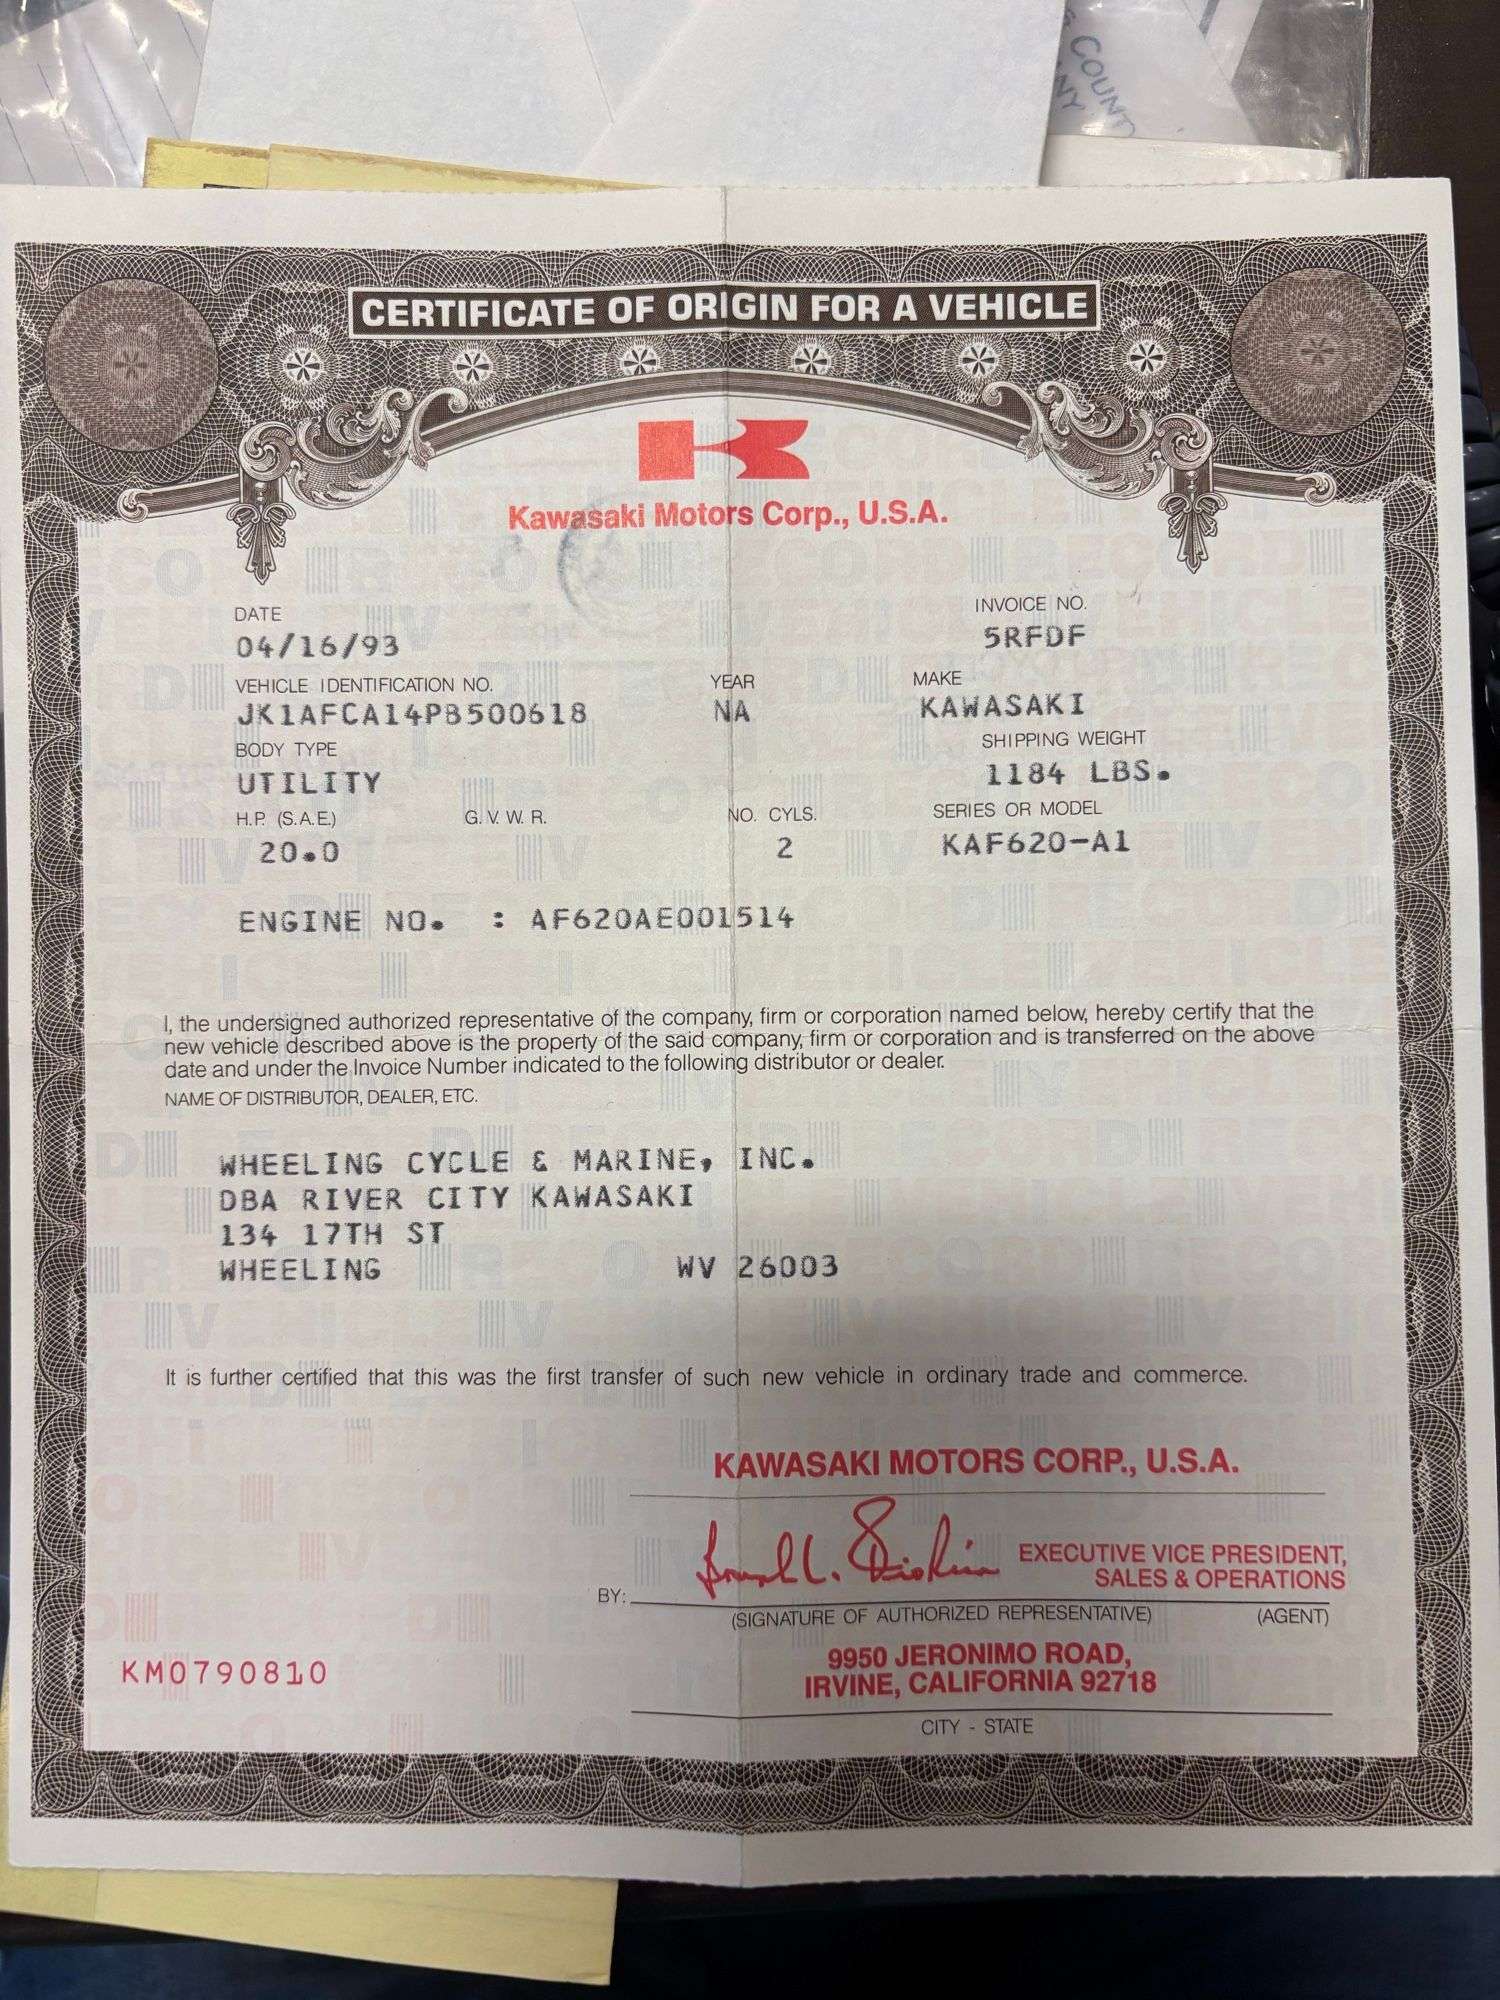 COUNT
NY
CERTIFICATE OF ORIGIN FOR A VEHICLE
Kawasaki Motors Corp., U.S.A.
DATE
04/16/93
INVOICE NO.
5RFDF
VEHICLE IDENTIFICATION NO.
JK1AFCA14PB500618
YEAR
NA
MAKE
KAWASAKI
BODY TYPE
UTILITY
SHIPPING WEIGHT
1184 LBS.
H.P. (S.A.E.)
20.0
G.V.W.R.
NO. CYLS.
2
SERIES OR MODEL
KAF620-A1
ENGINE NO. : AF620AE001514
I, the undersigned authorized representative of the company, firm or corporation named below, hereby certify that the
new vehicle described above is the property of the said company, firm or corporation and is transferred on the above
date and under the Invoice Number indicated to the following distributor or dealer.
NAME OF DISTRIBUTOR, DEALER, ETC.
WHEELING CYCLE & MARINE, INC.
DBA RIVER CITY KAWASAKI
134 17TH ST
WHEELING WV 26003
It is further certified that this was the first transfer of such new vehicle in ordinary trade and commerce.
KAWASAKI MOTORS CORP., U.S.A.
BY:
EXECUTIVE VICE PRESIDENT,
SALES & OPERATIONS
(SIGNATURE OF AUTHORIZED REPRESENTATIVE) (AGENT)
9950 JERONIMO ROAD,
IRVINE, CALIFORNIA 92718
CITY - STATE
KM0790810